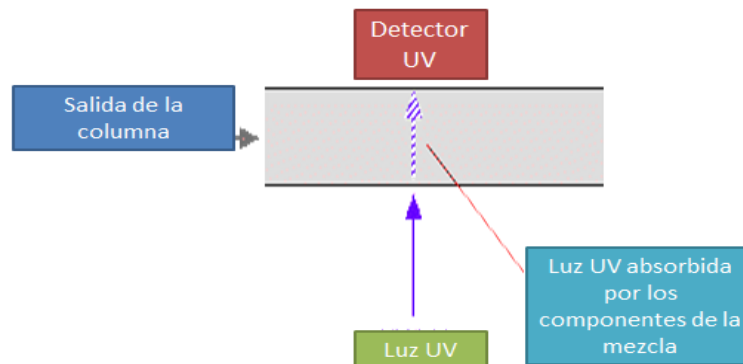 Detector
UV
Salida de la
columna
Luz UV absorbida
por los
componentes de la
mezcla
Luz UV